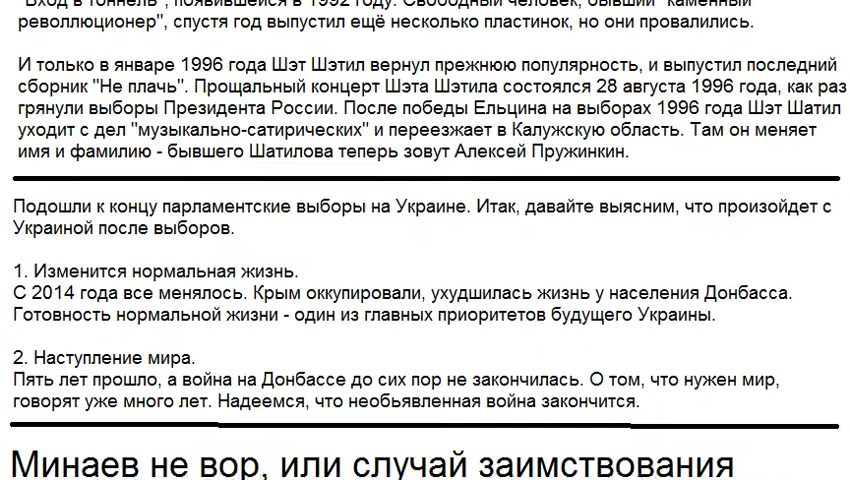 "Вход в тоннель", появившейся в 1992 году. Свободный человек, бывший "каменный
революционер", спустя год выпустил ещё несколько пластинок, но они провалились.
И только в январе 1996 года Шэт Шэтил вернул прежнюю популярность, и выпустил последний
сборник "Не плачь". Прощальный концерт Шэта Шэтила состоялся 28 августа 1996 года, как раз
грянули выборы Президента России. После победы Ельцина на выборах 1996 года Шэт Шатил
уходит с дел "музыкально-сатирических" и переезжает в Калужскую область. Там он меняет
имя и фамилию - бывшего Шатилова теперь зовут Алексей Пружинкин.
Подошли к концу парламентские выборы на Украине. Итак, давайте выясним, что произойдет с
Украиной после выборов.
1. Изменится нормальная жизнь.
С 2014 года все менялось. Крым оккупировали, ухудшилась жизнь у населения Донбасса.
Готовность нормальной жизни - один из главных приоритетов будущего Украины.
2. Наступление мира.
Пять лет прошло, а война на Донбассе до сих пор не закончилась. О том, что нужен мир,
говорят уже много лет. Надеемся, что необьявленная война закончится.
Минаев не вор, или случай заимствования